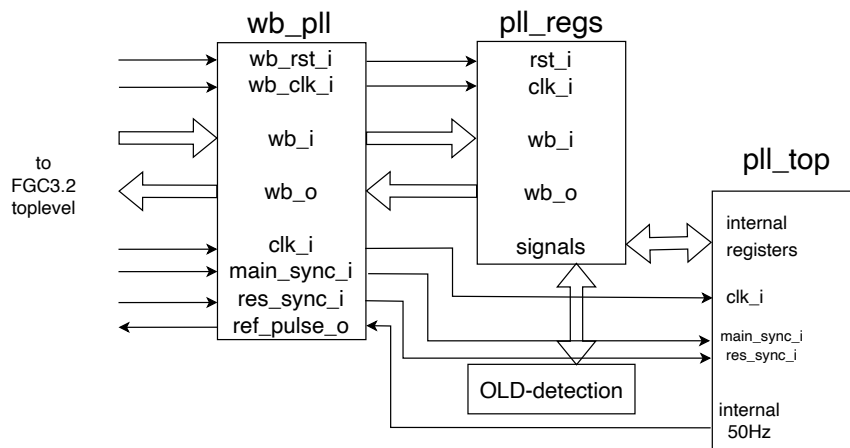 wb_pll
wb_rst_i
wb_clk_i
wb_i
wb_o
clk_i
main_sync_i
res_sync_i
ref_pulse_o
to
FGC3.2
toplevel
pll_regs
rst_i
clk_i
wb_i
wb_o
signals
OLD-detection
pll_top
internal
registers
clk_i
main_sync_i
res_sync_i
internal
50Hz